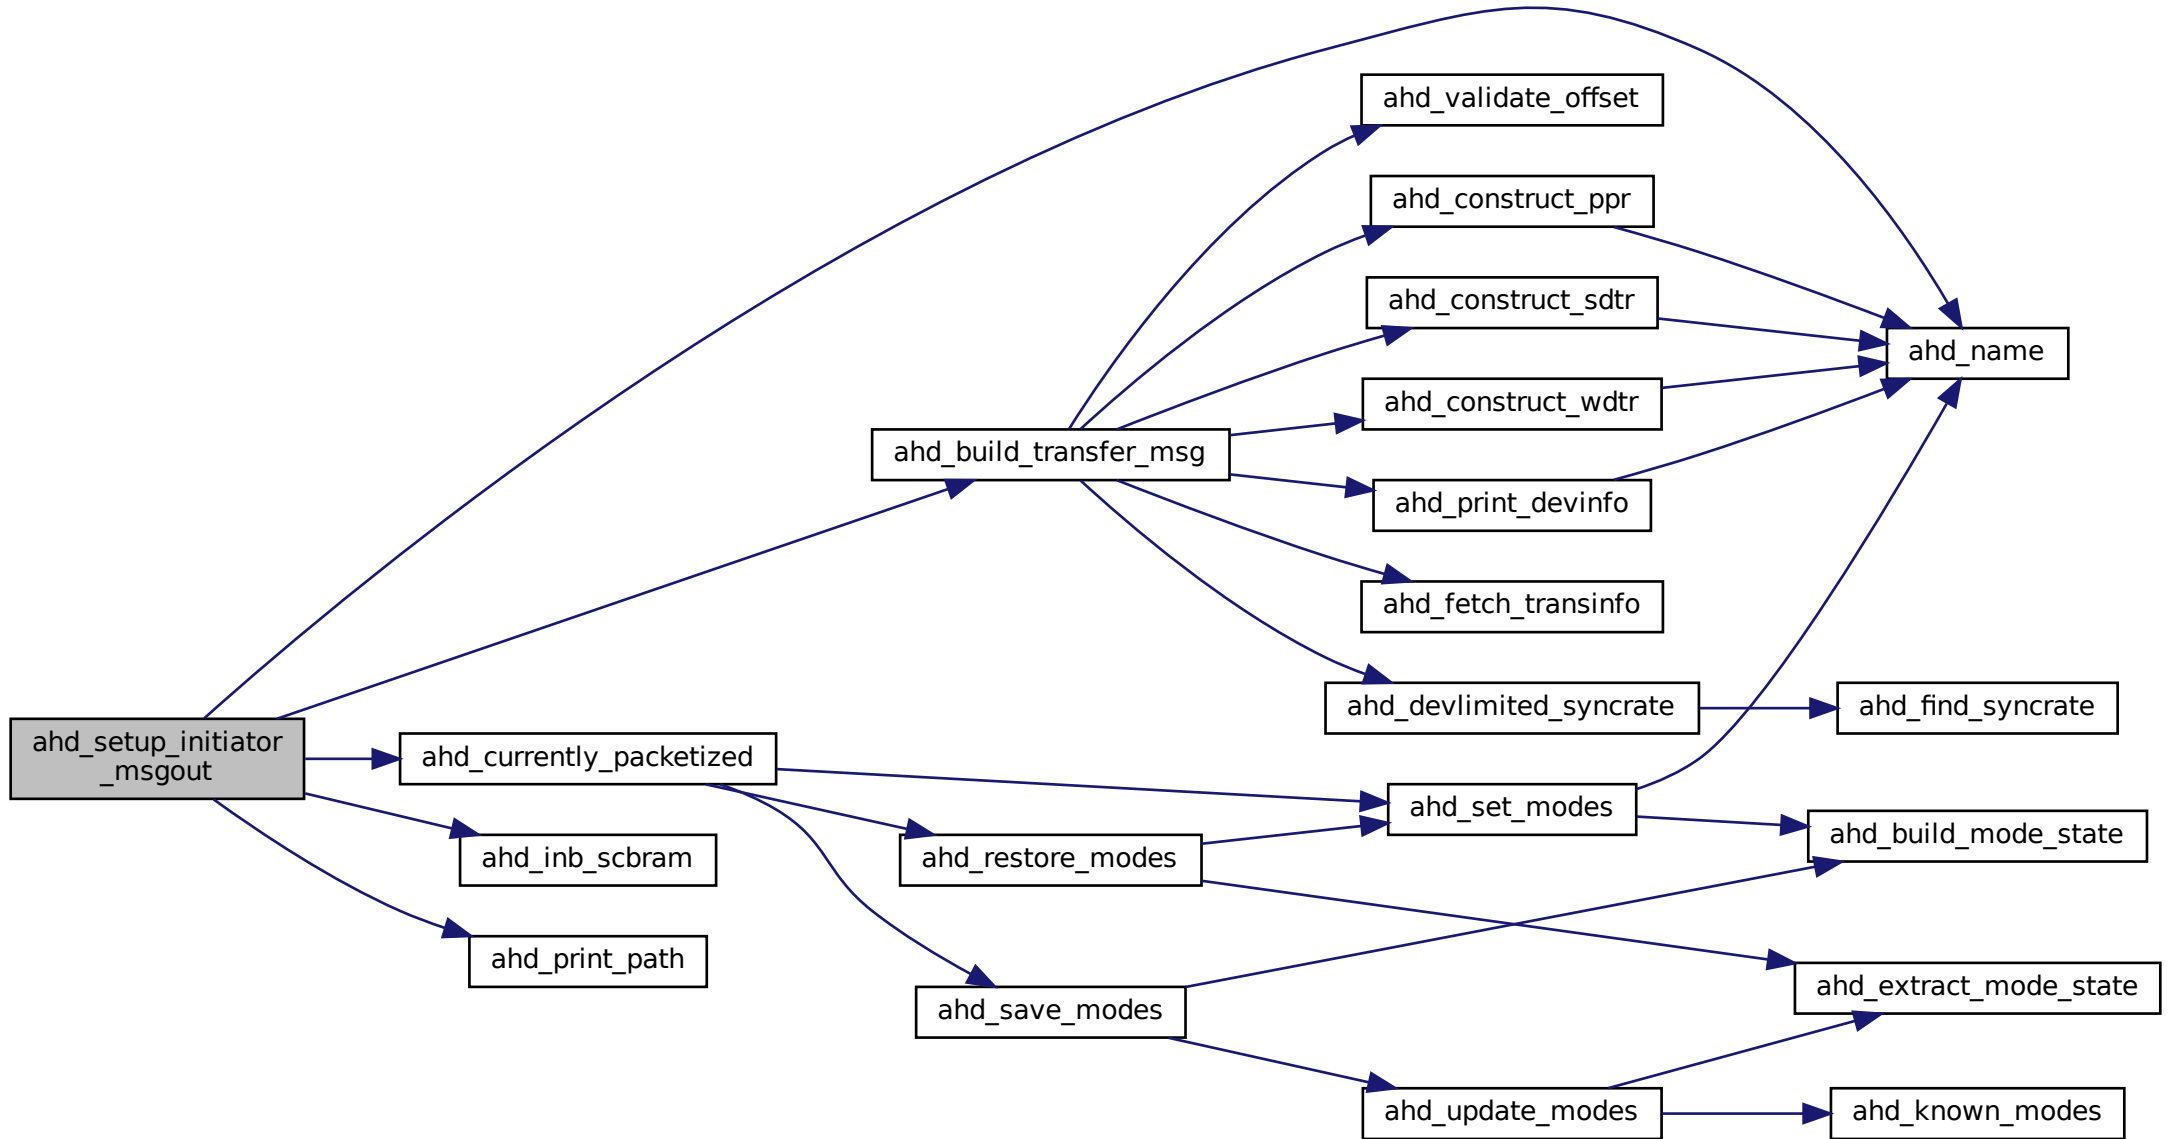 ahd_setup_initiator
_msgout
ahd_build_transfer_msg
ahd_currently_packetized
ahd_inb_scbram
ahd_print_path
ahd_validate_offset
ahd_construct_ppr
ahd_construct_sdtr
ahd_construct_wdtr
ahd_print_devinfo
ahd_fetch_transinfo
ahd_devlimited_syncrate
ahd_name
ahd_find_syncrate
ahd_set_modes
ahd_restore_modes
ahd_save_modes
ahd_update_modes
ahd_build_mode_state
ahd_extract_mode_state
ahd_known_modes